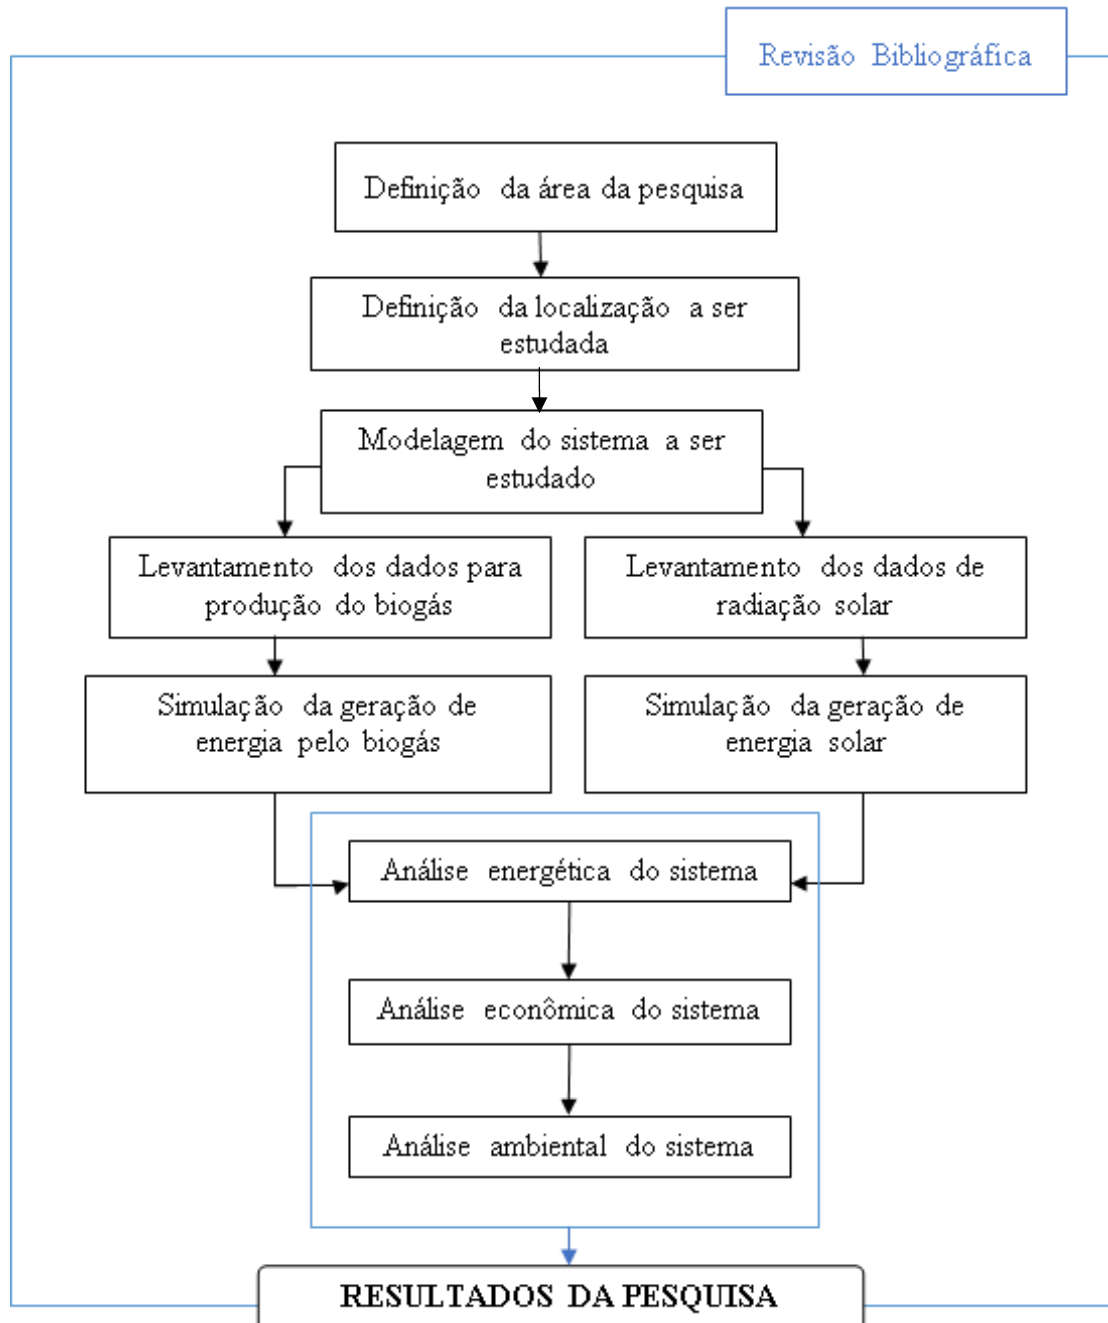 Revisão Bibliográfica
Definição da área da pesquisa
Definição da localização a ser
estudada
Modelagem do sistema a ser
estudado
Levantamento dos dados para
produção do biogás
Levantamento dos dados de
radiação solar
Simulação da geração de
energia pelo biogás
Simulação da geração de
energia solar
Análise energética do sistema
Análise econômica do sistema
Análise ambiental do sistema
RESULTADOS DA PESQUISA